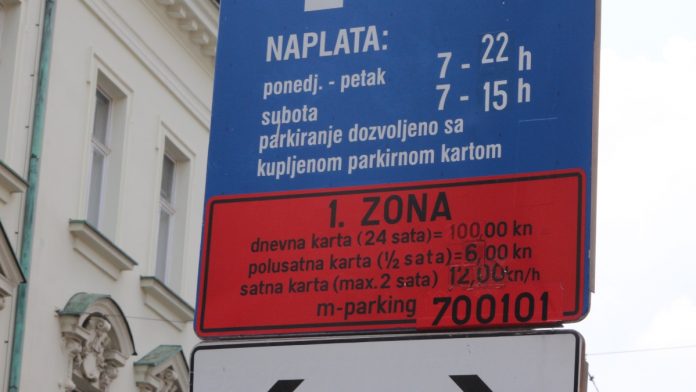 NAPLATA:
ponedj. - petak 7 - 22 h
subota 7 - 15 h
parkiranje dozvoljeno sa
kupljenom parkirnom kartom
1. ZONA
dnevna karta (24 sata)= 100,00 kn
polusatna karta (½ sata)=6,00 kn
satna karta (max. 2 sata) 12,00kn/h
m-parking 700101